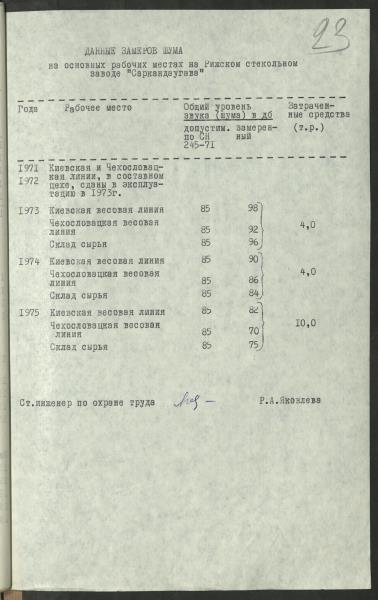 23
ДАННЫЕ ЗАМЕРОВ ШУМА
на основных рабочих местах на Рижском стекольном
заводе "Саркандаугава"
Года Рабочее место Общий уровень Затрачен-
звука (шума) в дб ные средства
допустим. Замерен- (т.р.)
по СН ный
245-71
1971 Киевская и Чехословац-
1972 кая линии, в составном
цехе, сданы в эксплуа-
тацию в 1973г.
1973 Киевская весовая линия 85 98
Чехословацкая весовая 4,0
линия 85 92
Склад сырья 85 96
1974 Киевская весовая линия 85 90
Чехословацкая весовая 4,0
линия 85 86
Склад сырья 85 84
1975 Киевская весовая линия 85 82
Чехословацкая весовая 10,0
линия 85 70
Склад сырья 85 75
Ст.инженер по охране труда Р.А.Яковлева